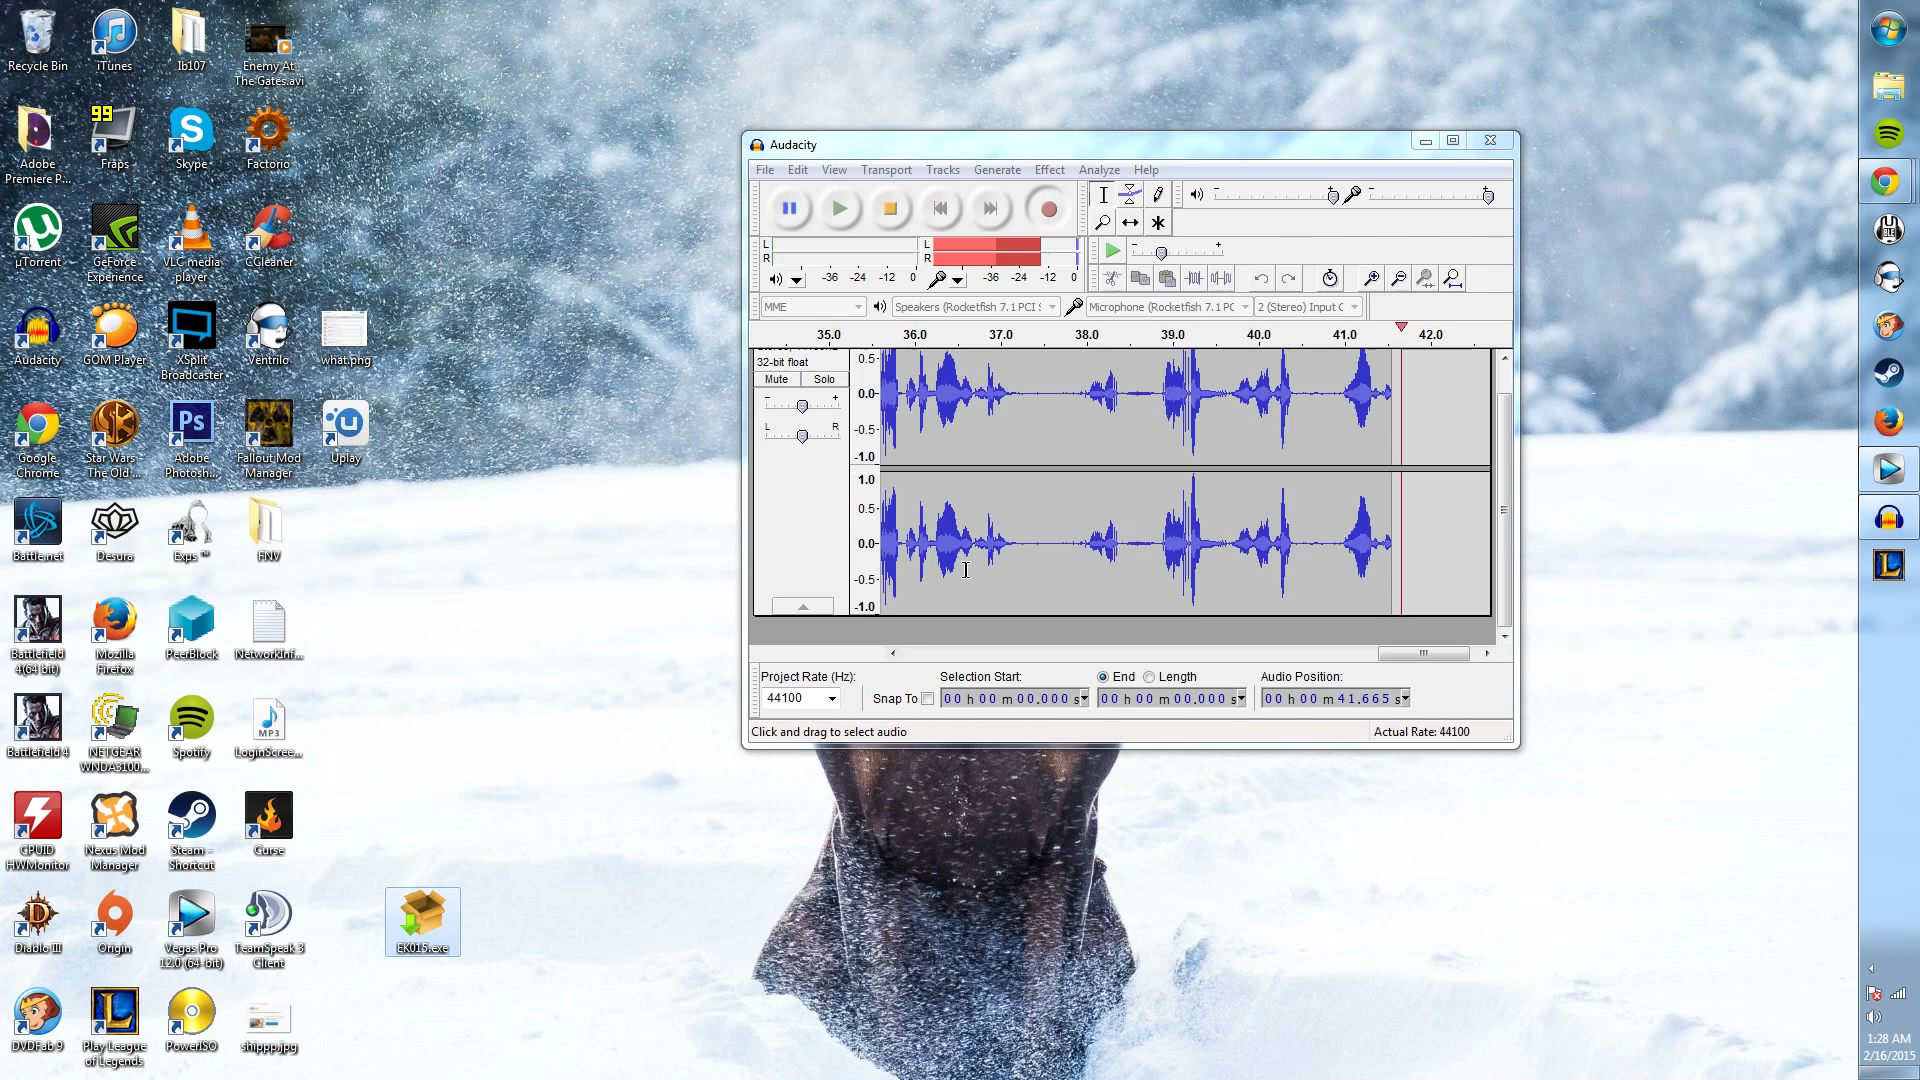 Recycle Bin
iTunes
lb107
Enemy At
The Gates.avi
Adobe
Premiere P...
99
Fraps
Skype
Factorio
µTorrent
GeForce
Experience
VLC media
player
CCleaner
Audacity
GOM Player
XSplit
Broadcaster
Ventrilo
what.png
Google
Chrome
Star Wars -
The Old ...
Ps
Adobe
Photosh...
Fallout Mod
Manager
Uplay
Battle.net
Desura
Exps ™
FNV
Battlefield
4(64 bit)
Mozilla
Firefox
PeerBlock
NetworkInf...
Battlefield 4
NETGEAR
WNDA3100...
Spotify
MP3
LoginScree...
CPUID
HWMonitor
Nexus Mod
Manager
Steam -
Shortcut
Curse
Diablo III
Origin
Vegas Pro
12.0 (64-bit)
TeamSpeak 3
Client
EK015.exe
DVDFab 9
Play League
of Legends
PowerISO
shippp.jpg
Audacity
File Edit View Transport Tracks Generate Effect Analyze Help
L
R
-36 -24 -12 0
L
R
-36 -24 -12 0
MME
Speakers (Rocketfish 7.1 PCI S
Microphone (Rocketfish 7.1 PC
2 (Stereo) Input C
35.0 36.0 37.0 38.0 39.0 40.0 41.0 42.0
32-bit float
Mute Solo
- +
L R
0.5
0.0
-0.5
-1.0
1.0
0.5
0.0
-0.5
-1.0
Project Rate (Hz):
44100
Snap To
Selection Start:
00 h 00 m 00.000 s
End Length
00 h 00 m 00.000 s
Audio Position:
00 h 00 m 41.665 s
Click and drag to select audio
Actual Rate: 44100
1:28 AM
2/16/2015